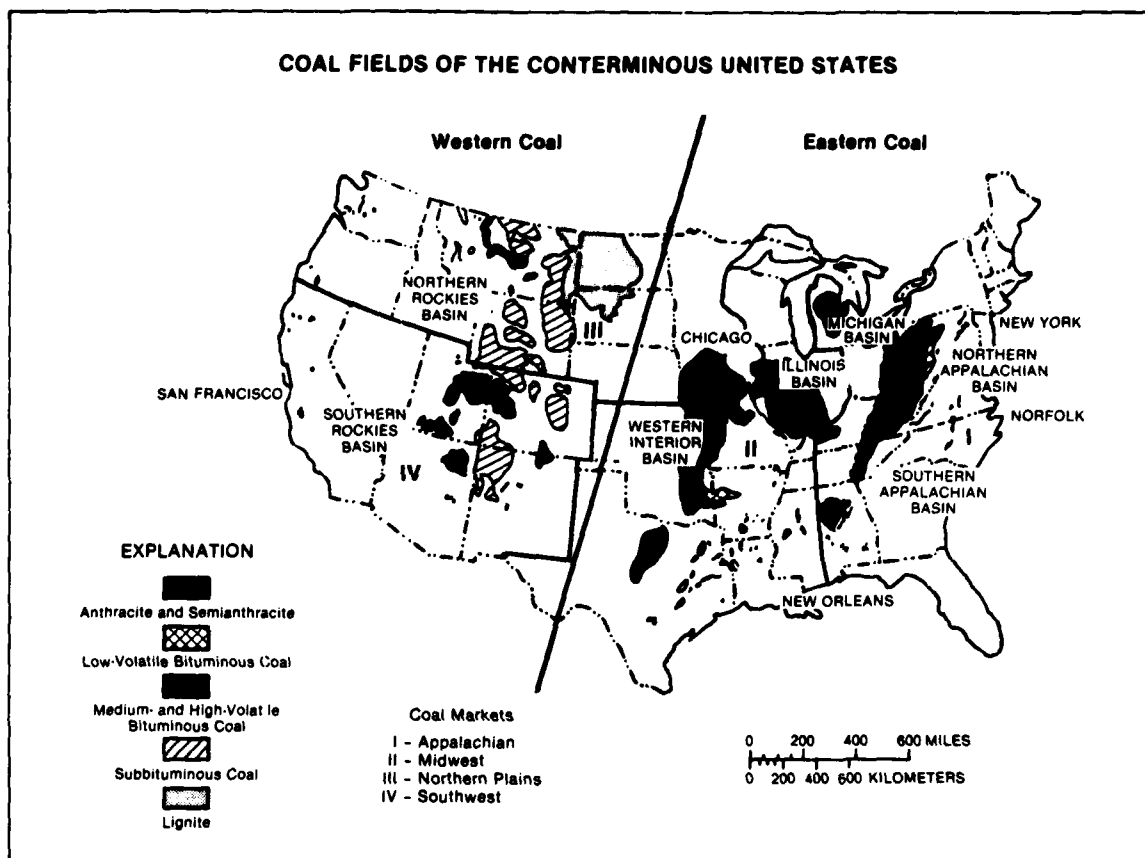 COAL FIELDS OF THE CONTERMINOUS UNITED STATES
Western Coal
Eastern Coal
NORTHERN
ROCKIES
BASIN
III
CHICAGO
MICHIGAN
BASIN
NEW YORK
ILLINOIS
BASIN
NORTHERN
APPALACHIAN
BASIN
SAN FRANCISCO
SOUTHERN
ROCKIES
BASIN
IV
WESTERN
INTERIOR
BASIN
II
NORFOLK
I
SOUTHERN
APPALACHIAN
BASIN
NEW ORLEANS
EXPLANATION
Anthracite and Semianthracite
Low-Volatile Bituminous Coal
Medium- and High-Volatile
Bituminous Coal
Subbituminous Coal
Lignite
Coal Markets
I - Appalachian
II - Midwest
III - Northern Plains
IV - Southwest
0 200 400 600 MILES
0 200 400 600 KILOMETERS